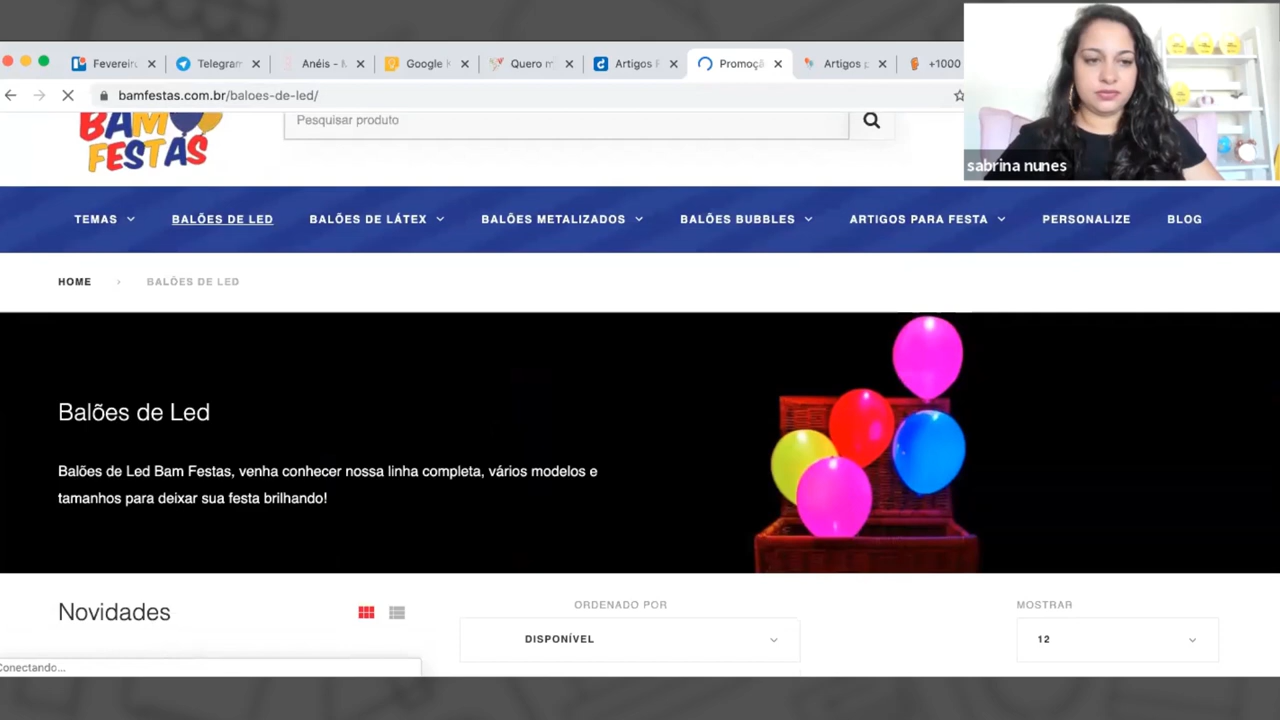 Fevereir
Telegram
Anéis - M
Google K
Quero m
Artigos F
Promoçã
Artigos p
+1000
bamfestas.com.br/baloes-de-led/
BAM
FESTAS
Pesquisar produto
sabrina nunes
TEMAS
BALÕES DE LED
BALÕES DE LÁTEX
BALÕES METALIZADOS
BALÕES BUBBLES
ARTIGOS PARA FESTA
PERSONALIZE
BLOG
HOME > BALÕES DE LED
Balões de Led
Balões de Led Bam Festas, venha conhecer nossa linha completa, vários modelos e
tamanhos para deixar sua festa brilhando!
Novidades
ORDENADO POR
MOSTRAR
DISPONÍVEL
12
Conectando...